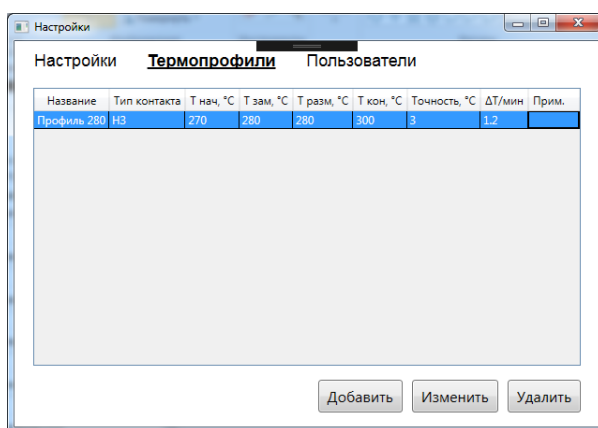 Настройки
Настройки Термопрофили Пользователи
Название Тип контакта Т нач, °С Т зам, °С Т разм, °С Т кон, °С Точность, °С ΔТ/мин Прим.
Профиль 280 НЗ 270 280 280 300 3 1.2
Добавить Изменить Удалить